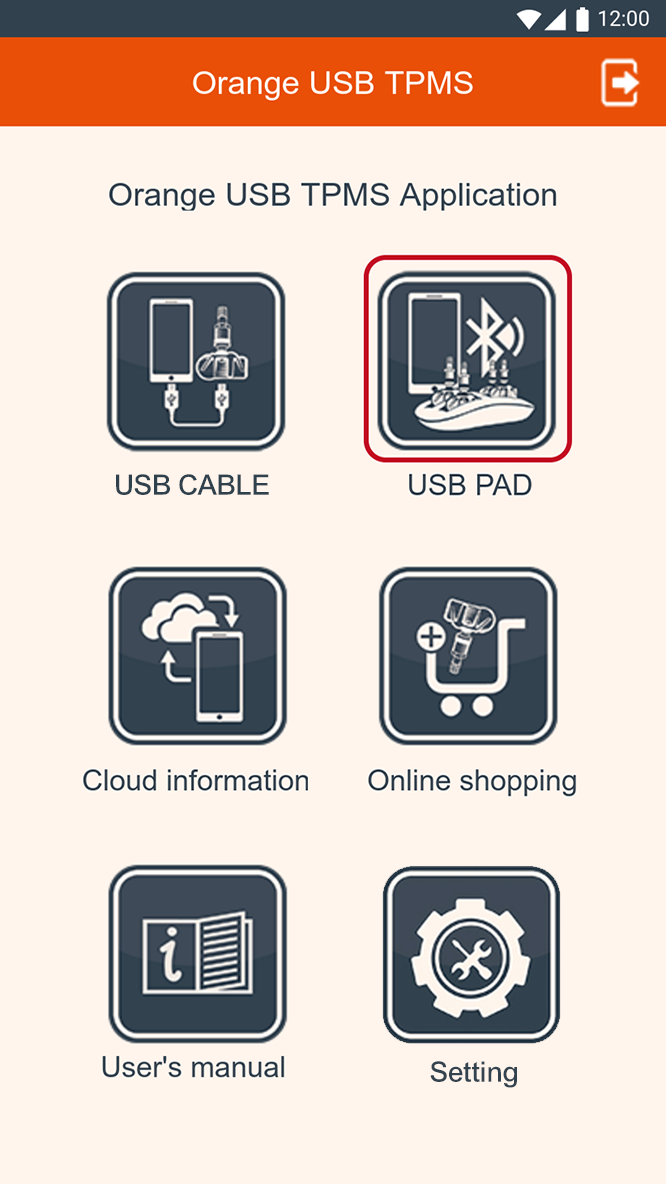 12:00
Orange USB TPMS
Orange USB TPMS Application
USB CABLE
USB PAD
Cloud information
Online shopping
i
User's manual
Setting